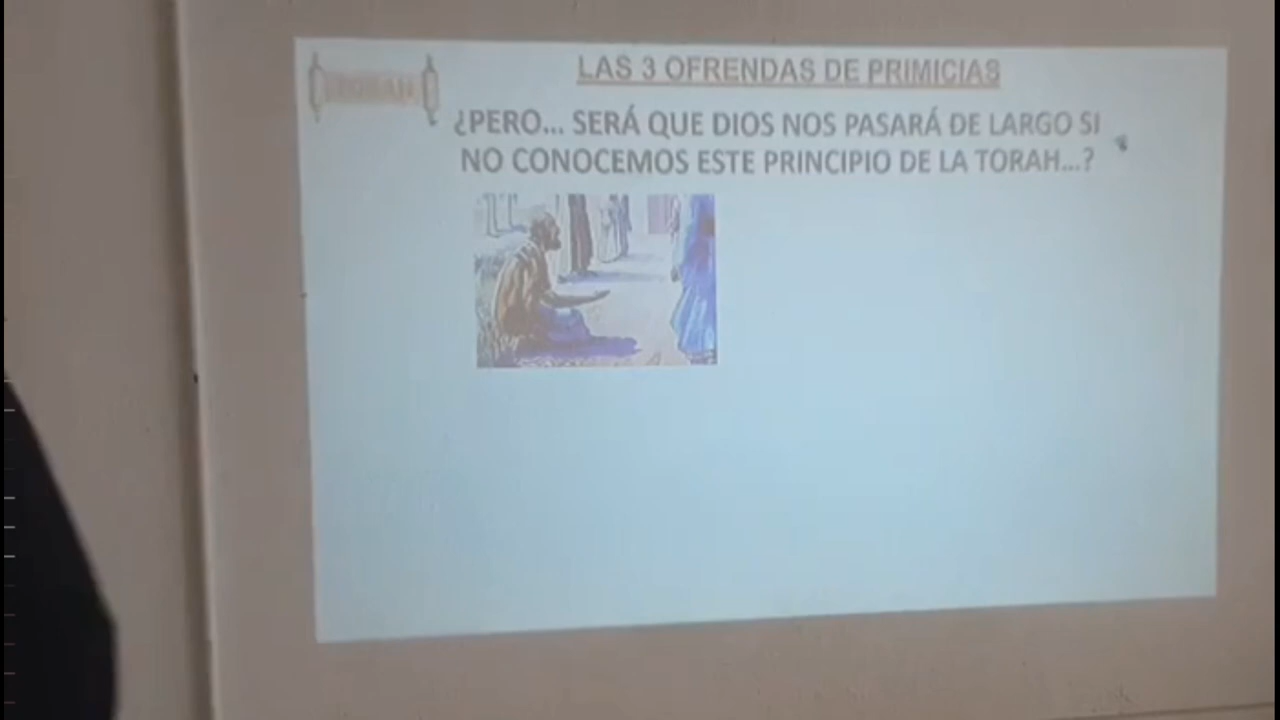 LAS 3 OFRENDAS DE PRIMICIAS
¿PERO... SERÁ QUE DIOS NOS PASARÁ DE LARGO SI
NO CONOCEMOS ESTE PRINCIPIO DE LA TORAH...?